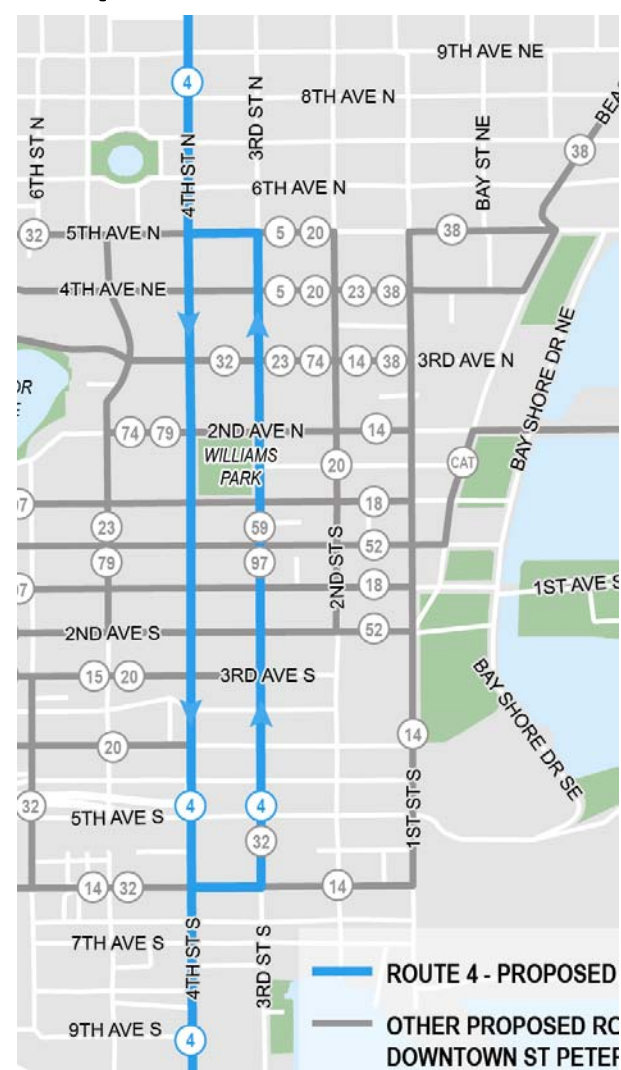 9TH AVE NE
4
8TH AVE N
3RD ST N
6TH ST N
4TH ST N
BAY ST NE
38
6TH AVE N
32
5TH AVE N
5
20
38
4TH AVE NE
5
20
23
38
32
23
74
14
38
3RD AVE N
BAY SHORE DR NE
74
79
2ND AVE N
14
WILLIAMS
PARK
20
CAT
18
23
59
52
79
97
2ND ST S
18
1ST AVE S
2ND AVE S
52
15
20
3RD AVE S
BAY SHORE DR SE
20
14
32
5TH AVE S
4
4
32
1ST ST S
14
32
14
7TH AVE S
4TH ST S
3RD ST S
9TH AVE S
4
ROUTE 4 - PROPOSED
OTHER PROPOSED
DOWNTOWN ST